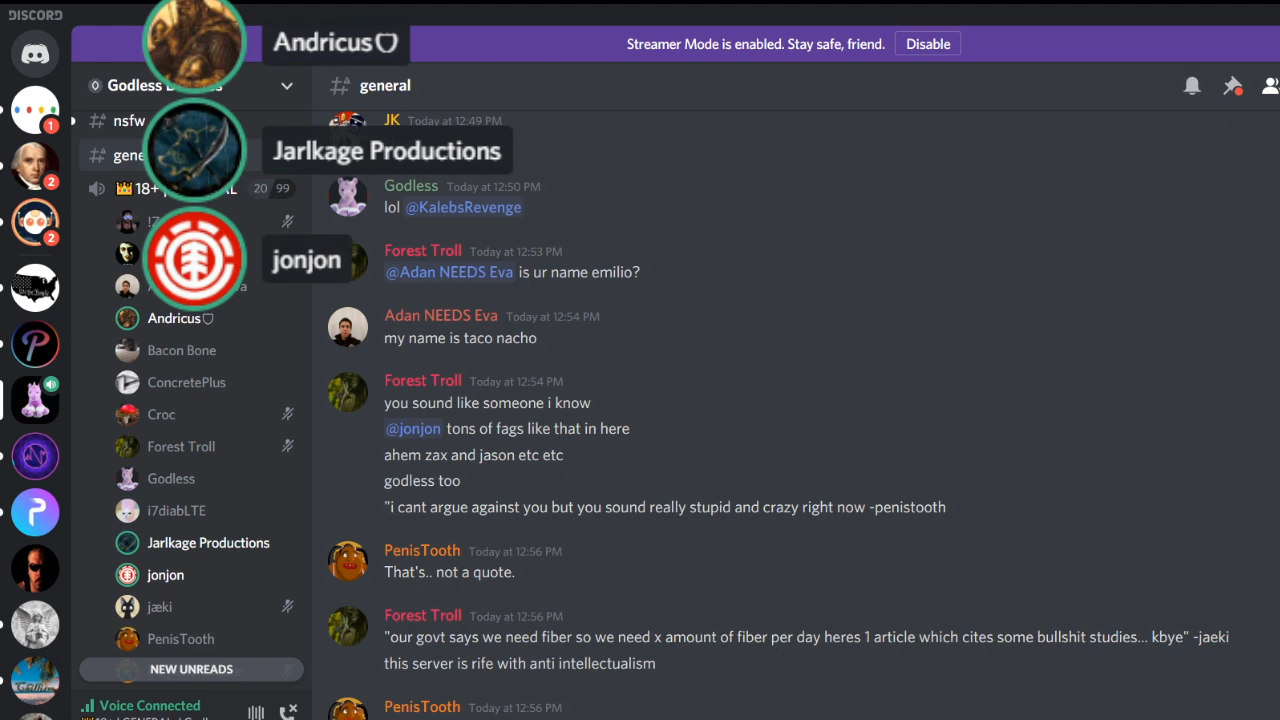 DISCORD
Andricus
Streamer Mode is enabled. Stay safe, friend.
Disable
Godless
general
1
nsfw
JK Today at 12:49 PM
Jarlkage Productions
2
18+
20 99
Godless Today at 12:50 PM
lol @KalebsRevenge
2
Forest Troll Today at 12:53 PM
@Adan NEEDS Eva is ur name emilio?
jonjon
Andricus
Adan NEEDS Eva Today at 12:54 PM
my name is taco nacho
Bacon Bone
ConcretePlus
Croc
Forest Troll
Godless
i7diabLTE
Jarlkage Productions
jonjon
jæki
PenisTooth
NEW UNREADS
Voice Connected
Forest Troll Today at 12:54 PM
you sound like someone i know
@jonjon tons of fags like that in here
ahem zax and jason etc etc
godless too
"i cant argue against you but you sound really stupid and crazy right now -penistooth
PenisTooth Today at 12:56 PM
That's.. not a quote.
Forest Troll Today at 12:56 PM
"our govt says we need fiber so we need x amount of fiber per day heres 1 article which cites some bullshit studies... kbye" -jaeki
this server is rife with anti intellectualism
PenisTooth Today at 12:56 PM